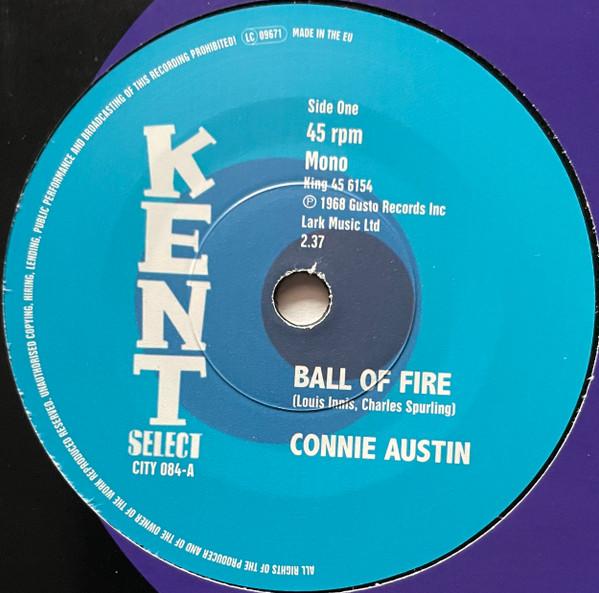 ALL RIGHTS OF THE PRODUCER AND OF THE OWNER OF THE WORK REPRODUCED RESERVED. UNAUTHORISED COPYING, HIRING, LENDING, PUBLIC PERFORMANCE AND BROADCASTING OF THIS RECORDING PROHIBITED! LC 09671 MADE IN THE EU
Side One
45 rpm
Mono
King 45 6154
℗ 1968 Gusto Records Inc
Lark Music Ltd
2.37
KENT
SELECT
CITY 084-A
BALL OF FIRE
(Louis Innis, Charles Spurling)
CONNIE AUSTIN